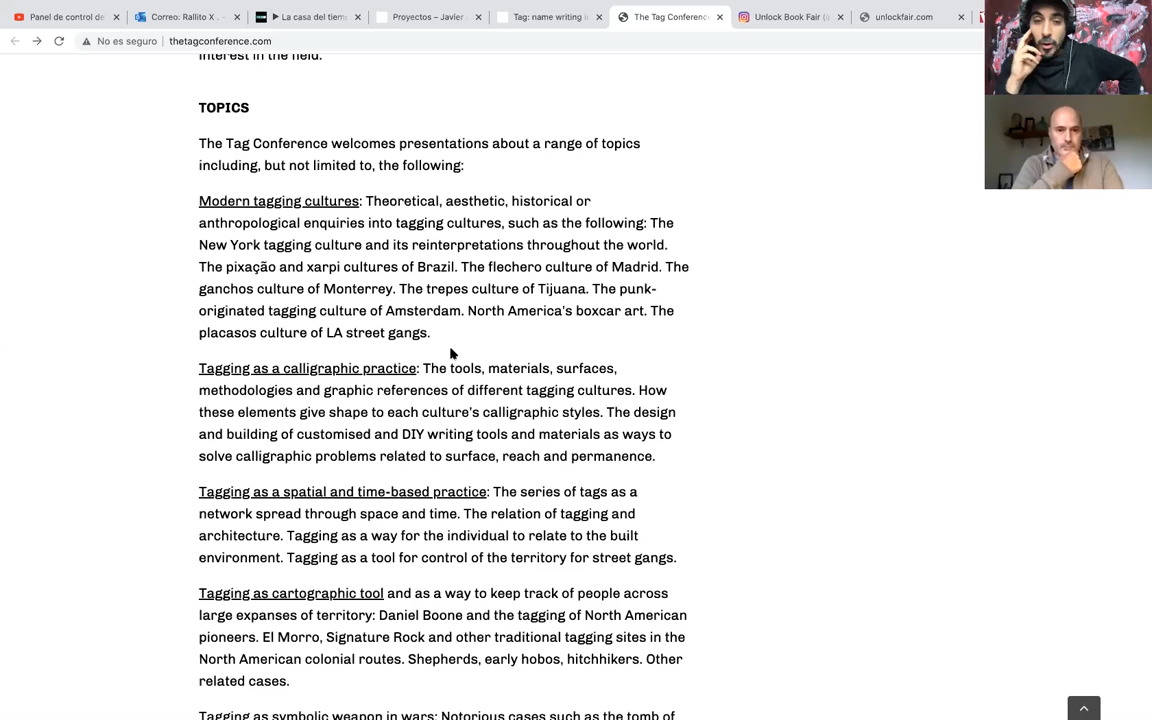 Panel de control de
Correo: Rallito X . -
▶ La casa del tiem
Proyectos – Javier
Tag: name writing i
The Tag Conferenc
Unlock Book Fair (
unlockfair.com
No es seguro
thetagconference.com
interest in the field.
TOPICS
The Tag Conference welcomes presentations about a range of topics
including, but not limited to, the following:
Modern tagging cultures: Theoretical, aesthetic, historical or
anthropological enquiries into tagging cultures, such as the following: The
New York tagging culture and its reinterpretations throughout the world.
The pixação and xarpi cultures of Brazil. The flechero culture of Madrid. The
ganchos culture of Monterrey. The trepes culture of Tijuana. The punk-
originated tagging culture of Amsterdam. North America's boxcar art. The
placasos culture of LA street gangs.
Tagging as a calligraphic practice: The tools, materials, surfaces,
methodologies and graphic references of different tagging cultures. How
these elements give shape to each culture's calligraphic styles. The design
and building of customised and DIY writing tools and materials as ways to
solve calligraphic problems related to surface, reach and permanence.
Tagging as a spatial and time-based practice: The series of tags as a
network spread through space and time. The relation of tagging and
architecture. Tagging as a way for the individual to relate to the built
environment. Tagging as a tool for control of the territory for street gangs.
Tagging as cartographic tool and as a way to keep track of people across
large expanses of territory: Daniel Boone and the tagging of North American
pioneers. El Morro, Signature Rock and other traditional tagging sites in the
North American colonial routes. Shepherds, early hobos, hitchhikers. Other
related cases.
Tagging as symbolic weapon in wars: Notorious cases such as the tomb of